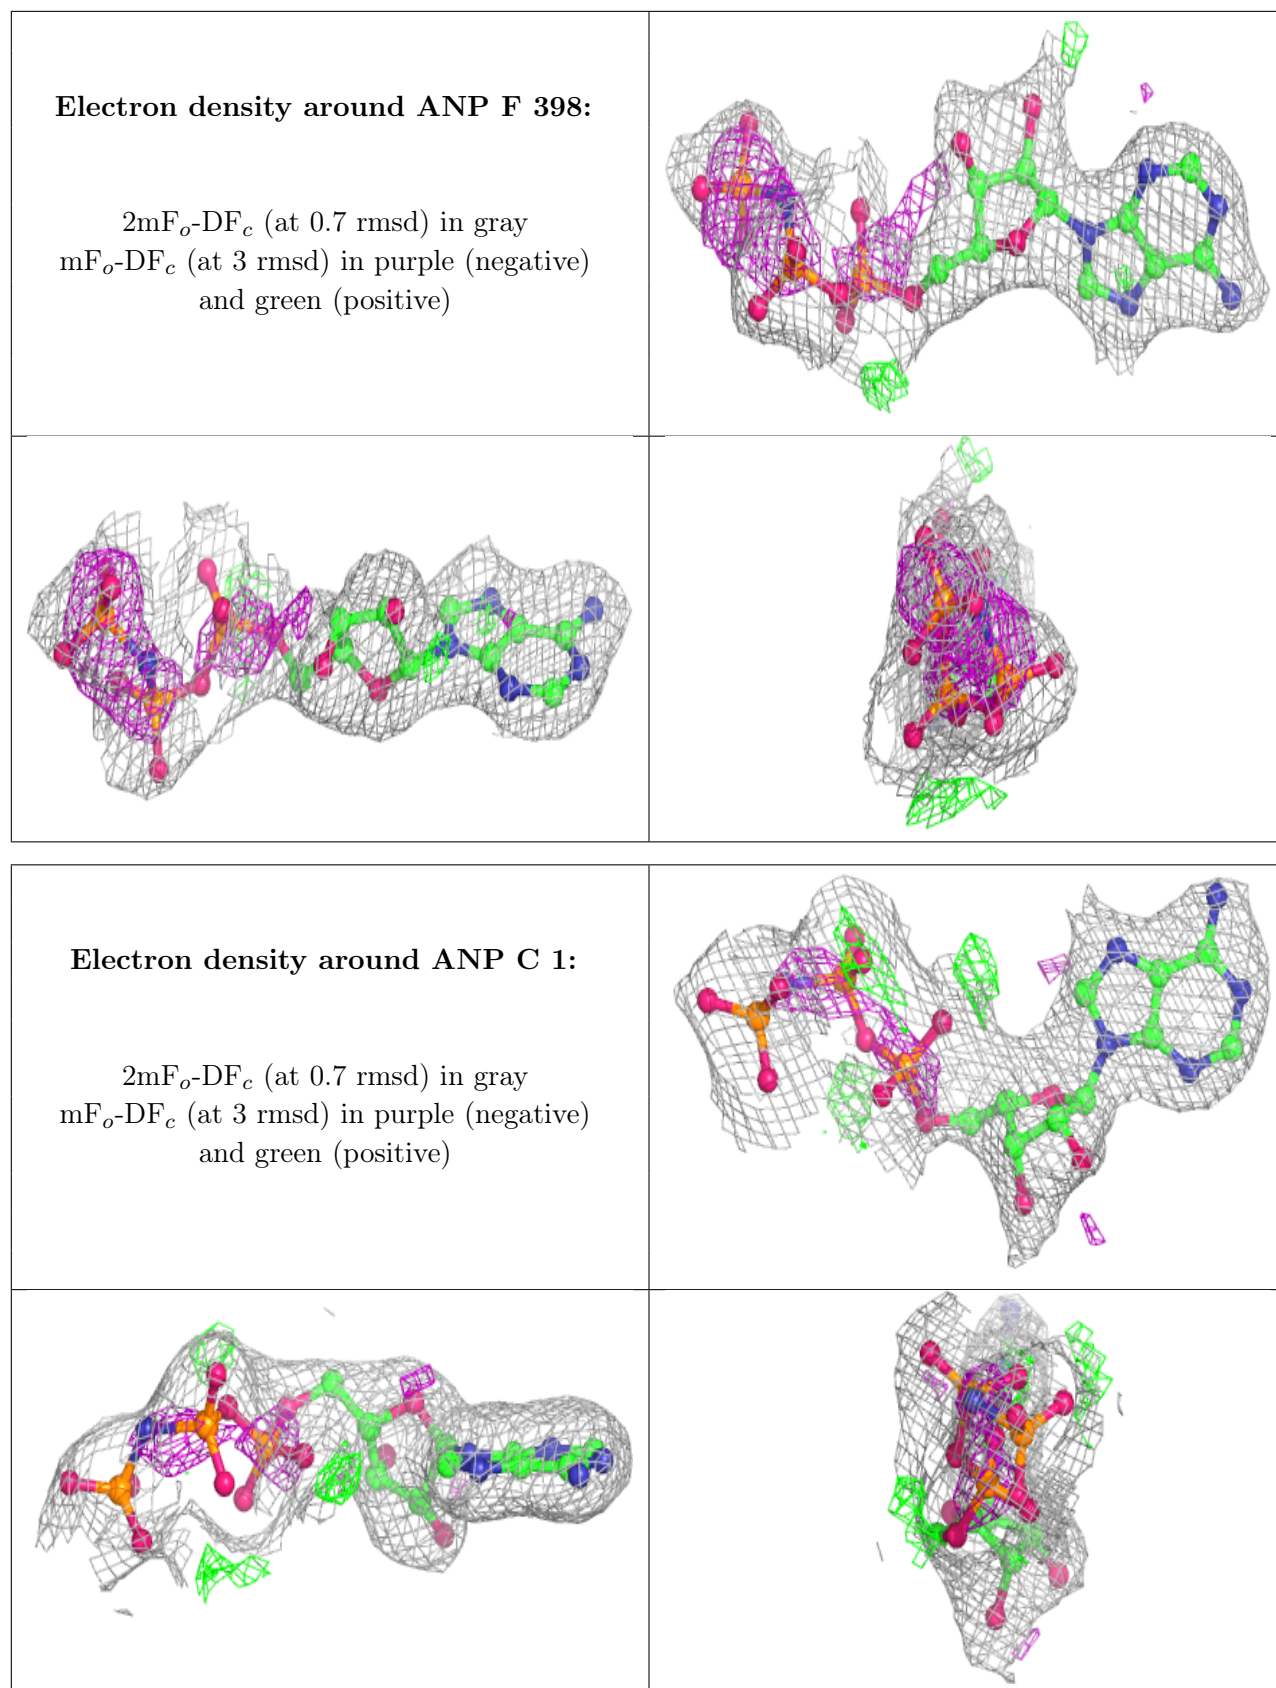 Electron density around ANP F 398:
2mFo-DFc (at 0.7 rmsd) in gray
mFo-DFc (at 3 rmsd) in purple (negative)
and green (positive)
Electron density around ANP C 1:
2mFo-DFc (at 0.7 rmsd) in gray
mFo-DFc (at 3 rmsd) in purple (negative)
and green (positive)